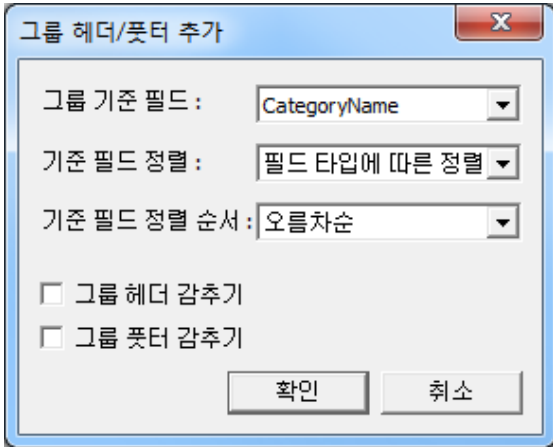 그룹 헤더/풋터 추가
그룹 기준 필드 : CategoryName
기준 필드 정렬 : 필드 타입에 따른 정렬
기준 필드 정렬 순서 : 오름차순
그룹 헤더 감추기
그룹 풋터 감추기
확인 취소